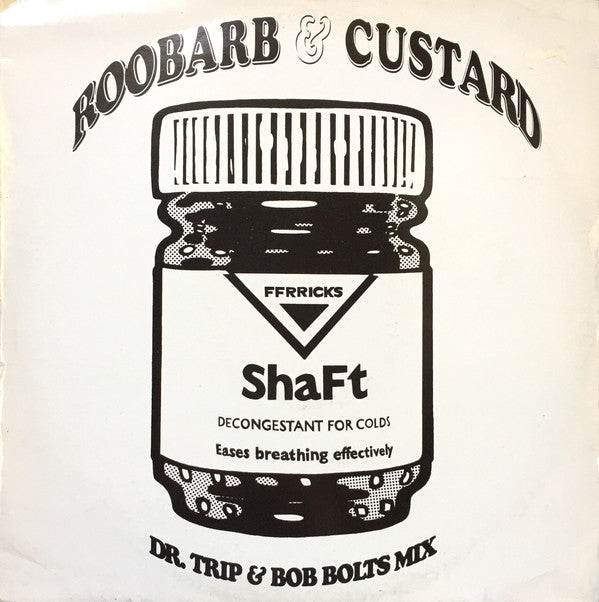 ROOBARB & CUSTARD
FFRRICKS
ShaFt
DECONGESTANT FOR COLDS
Eases breathing effectively
DR. TRIP & BOB BOLTS MIX